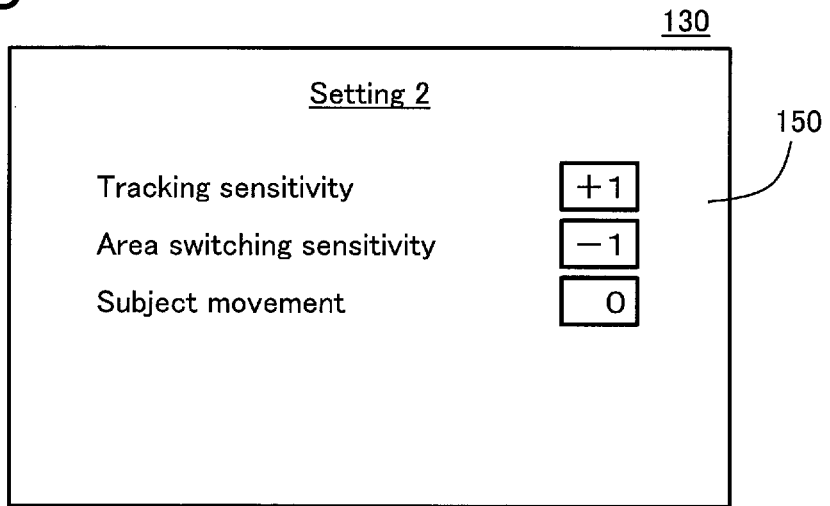 130
Setting 2
150
Tracking sensitivity +1
Area switching sensitivity −1
Subject movement 0